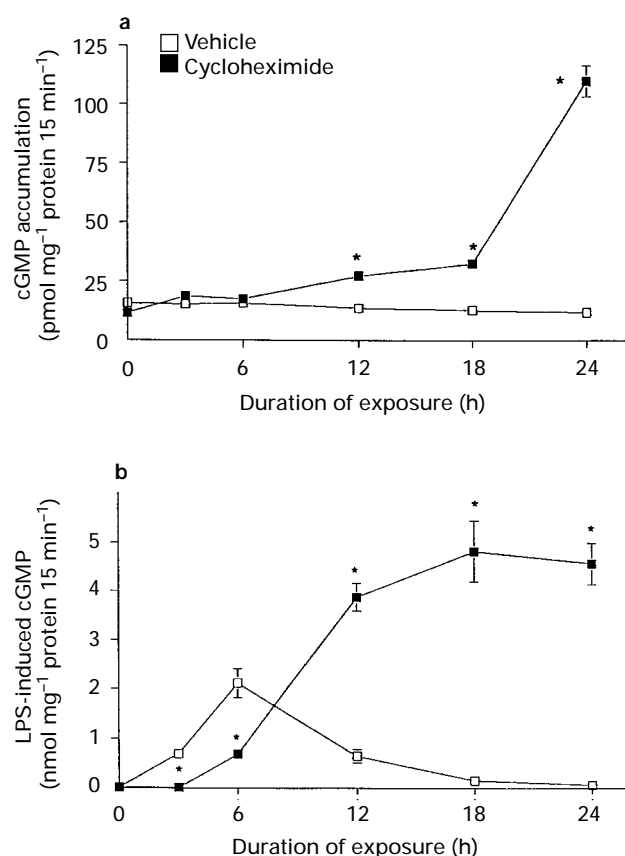 a
Vehicle
Cycloheximide
125
100
75
50
25
0
cGMP accumulation
(pmol mg⁻¹ protein 15 min⁻¹)
* * *
0 6 12 18 24
Duration of exposure (h)
b
5
4
3
2
1
0
LPS-induced cGMP
(nmol mg⁻¹ protein 15 min⁻¹)
* * * * *
0 6 12 18 24
Duration of exposure (h)